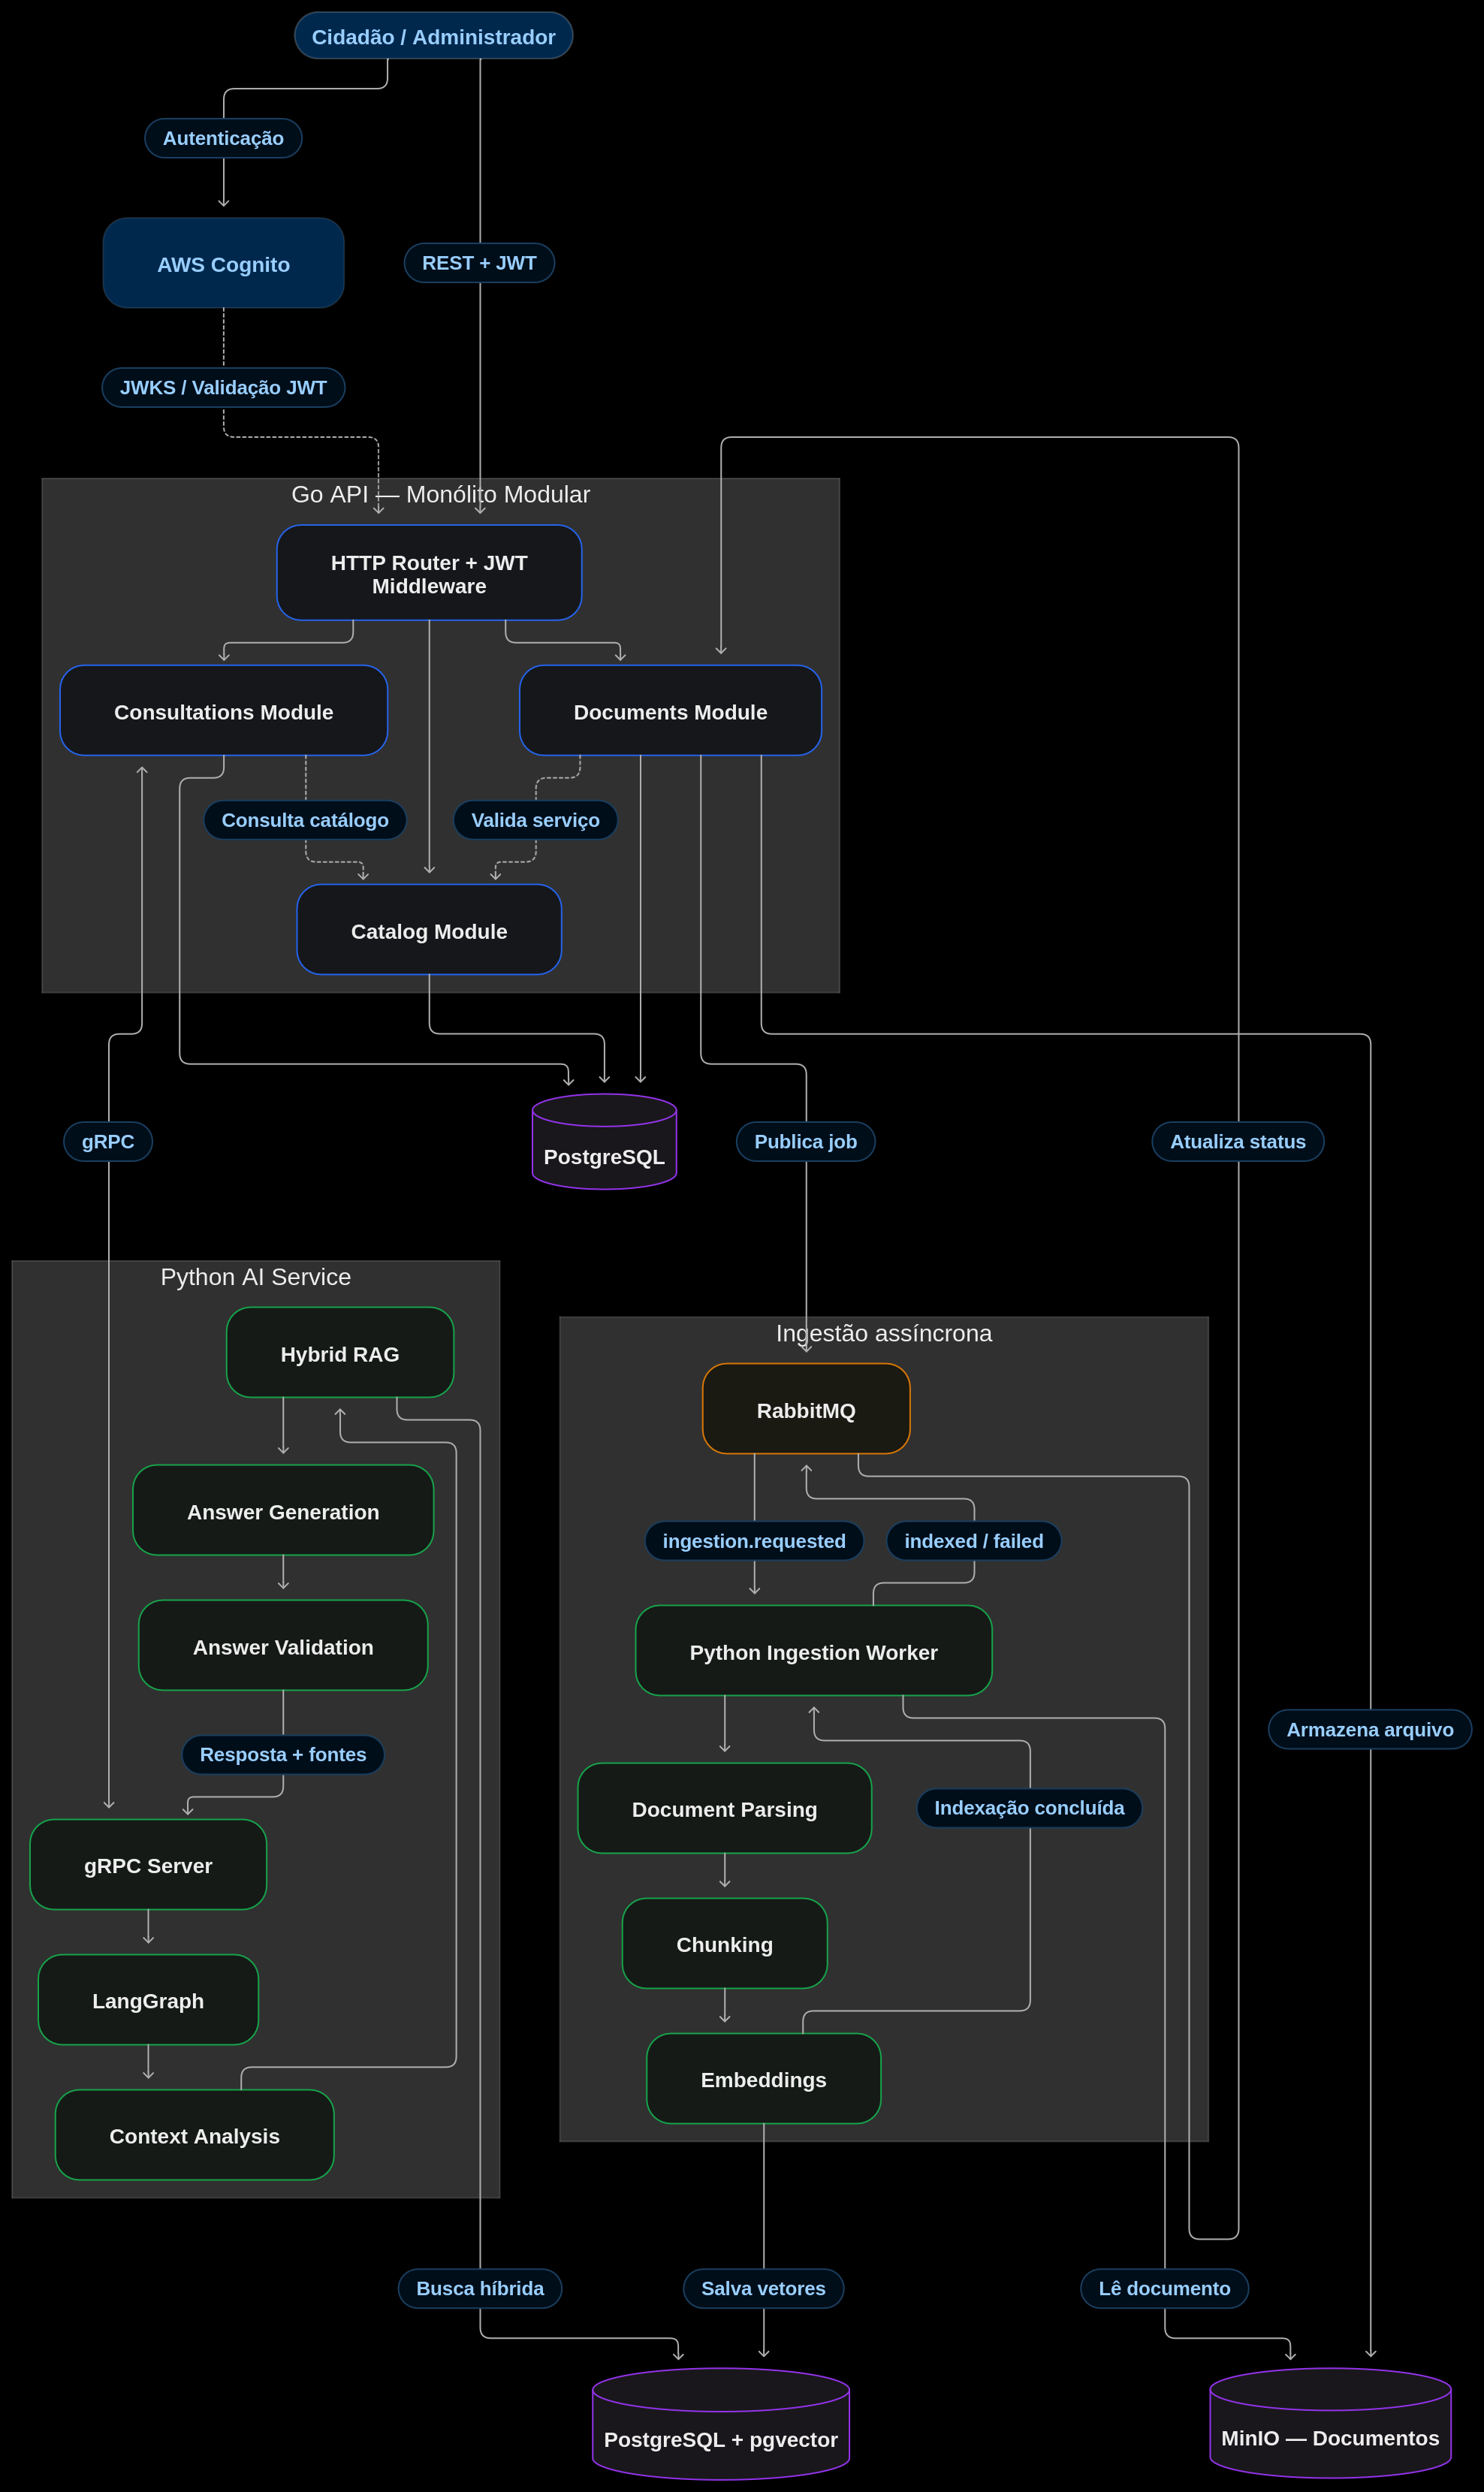 Cidadão / Administrador
Autenticação
AWS Cognito
REST + JWT
JWKS / Validação JWT
Go API — Monólito Modular
HTTP Router + JWT
Middleware
Consultations Module
Documents Module
Consulta catálogo
Valida serviço
Catalog Module
gRPC
PostgreSQL
Publica job
Atualiza status
Python AI Service
Hybrid RAG
Answer Generation
Answer Validation
Resposta + fontes
gRPC Server
LangGraph
Context Analysis
Ingestão assíncrona
RabbitMQ
ingestion.requested
indexed / failed
Python Ingestion Worker
Document Parsing
Indexação concluída
Chunking
Embeddings
Armazena arquivo
Busca híbrida
Salva vetores
Lê documento
PostgreSQL + pgvector
MinIO — Documentos